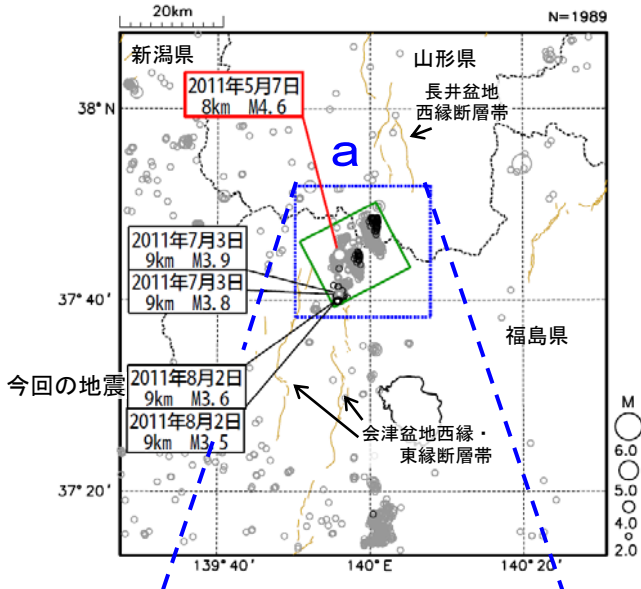 20km
N=1989
新潟県
山形県
2011年5月7日
8km M4.6
長井盆地
西縁断層帯
38°N
a
2011年7月3日
9km M3.9
2011年7月3日
9km M3.8
37°40′
福島県
今回の地震
2011年8月2日
9km M3.6
2011年8月2日
9km M3.5
会津盆地西縁・
東縁断層帯
M
6.0
5.0
4.0
2.0
37°20′
139°40′
140°E
140°20′